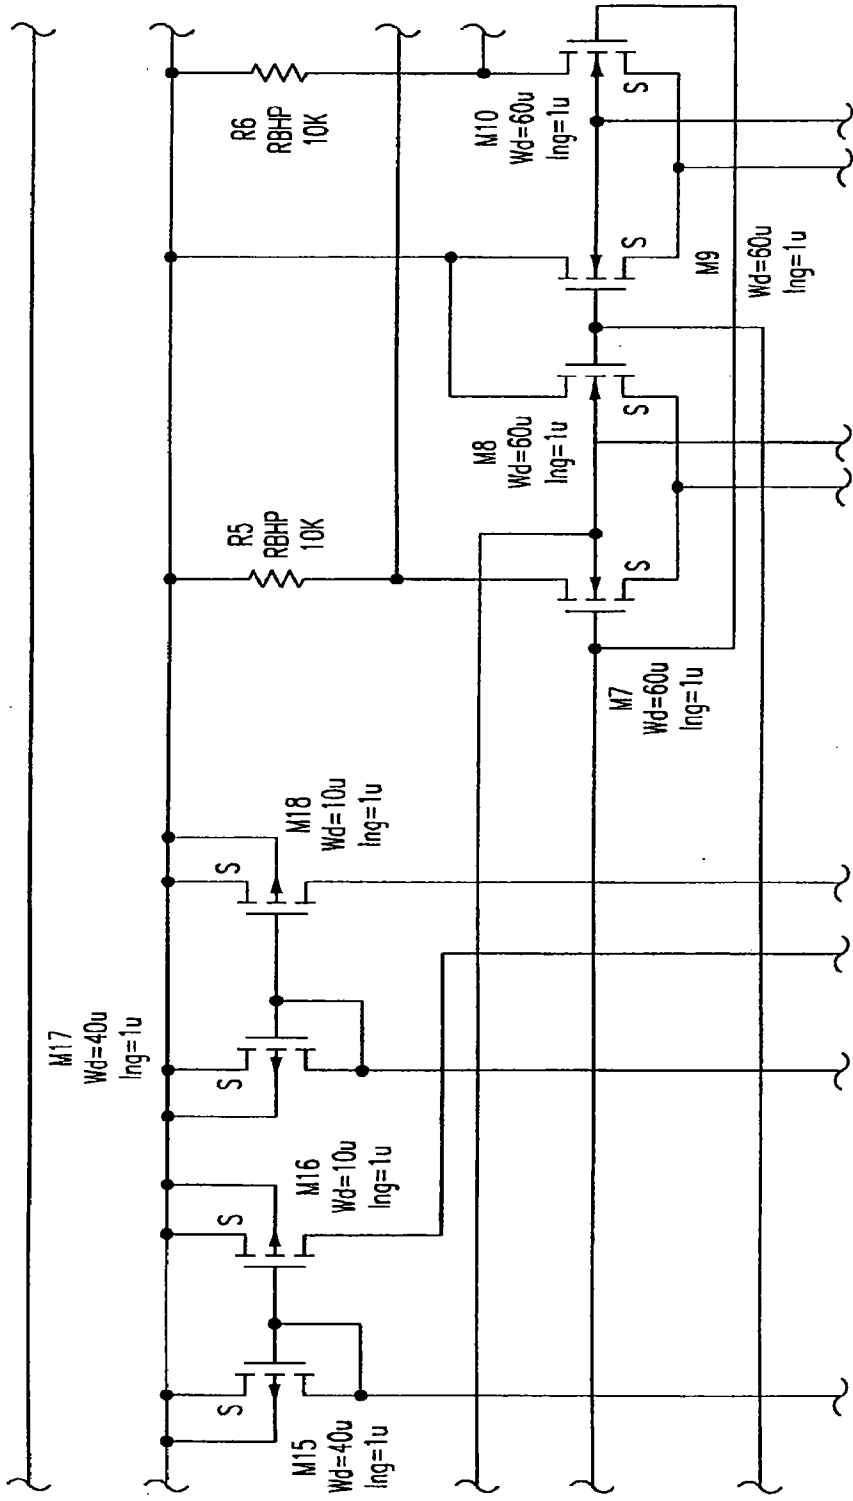 M17
Wd=40u
lng=1u
S
S
S
S
M15
Wd=40u
lng=1u
M16
Wd=10u
lng=1u
M18
Wd=10u
lng=1u
R5
RBHP
10K
R6
RBHP
10K
M8
Wd=60u
lng=1u
M10
Wd=60u
lng=1u
S
S
S
S
M7
Wd=60u
lng=1u
M9
Wd=60u
lng=1u